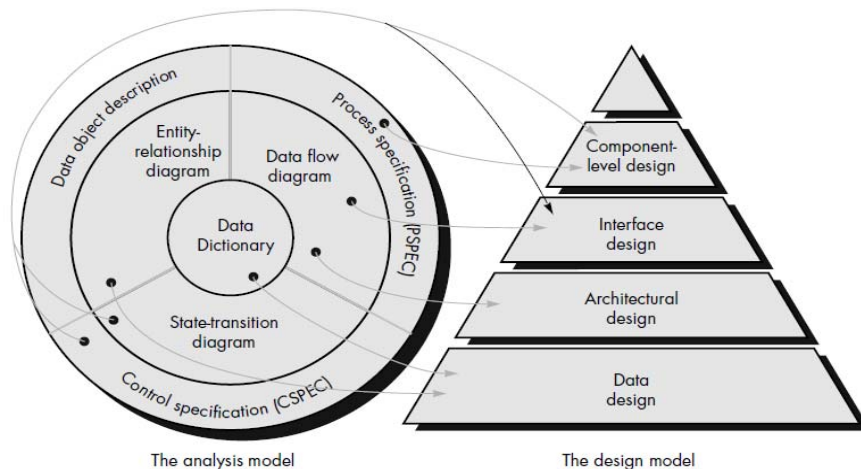 Data object description
Process specification (PSPEC)
Entity-
relationship
diagram
Data flow
diagram
Data
Dictionary
State-transition
diagram
Control specification (CSPEC)
The analysis model
Component-
level design
Interface
design
Architectural
design
Data
design
The design model